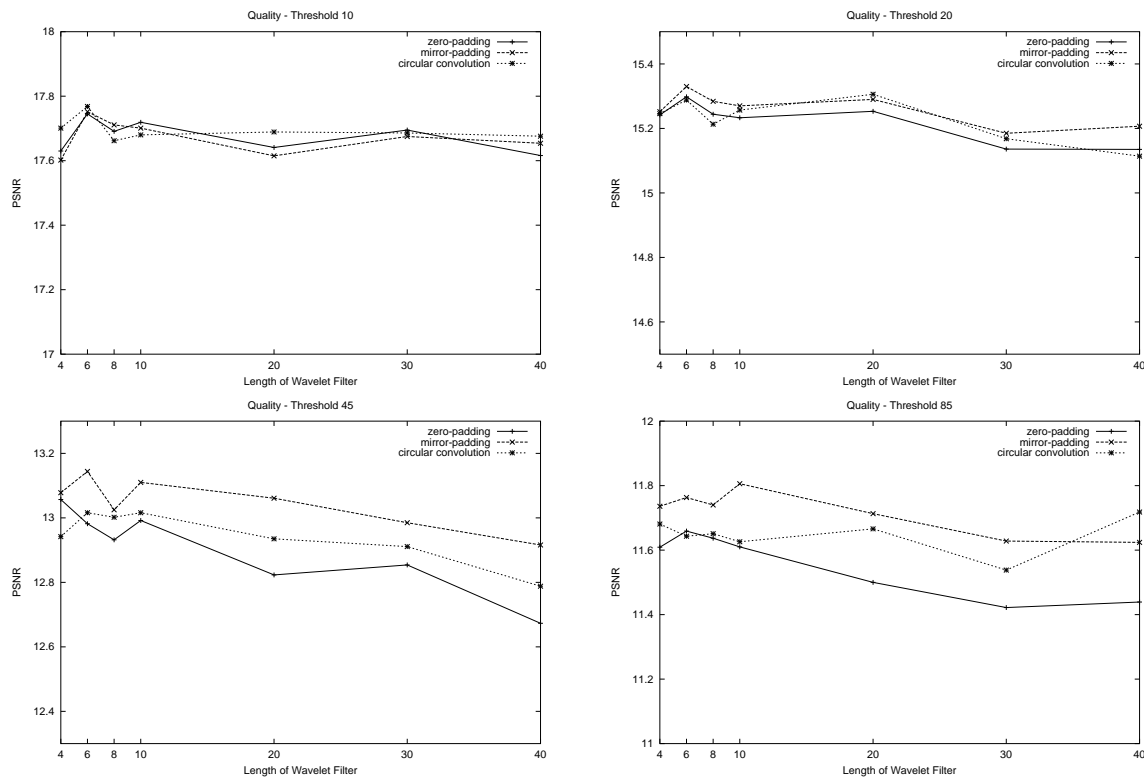 Quality - Threshold 10
PSNR
18
17.8
17.6
17.4
17.2
17
4
6
8
10
20
30
40
Length of Wavelet Filter
zero-padding
mirror-padding
circular convolution
Quality - Threshold 20
PSNR
15.4
15.2
15
14.8
14.6
4
6
8
10
20
30
40
Length of Wavelet Filter
zero-padding
mirror-padding
circular convolution
Quality - Threshold 45
PSNR
13.2
13
12.8
12.6
12.4
4
6
8
10
20
30
40
Length of Wavelet Filter
zero-padding
mirror-padding
circular convolution
Quality - Threshold 85
PSNR
12
11.8
11.6
11.4
11.2
11
4
6
8
10
20
30
40
Length of Wavelet Filter
zero-padding
mirror-padding
circular convolution